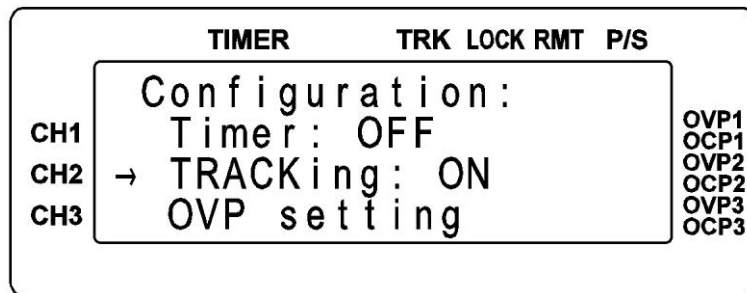 TIMER TRK LOCK RMT P/S
Configuration:
CH1 Timer: OFF OVP1
OCP1
CH2 → TRACKing: ON OVP2
OCP2
CH3 OVP setting OVP3
OCP3